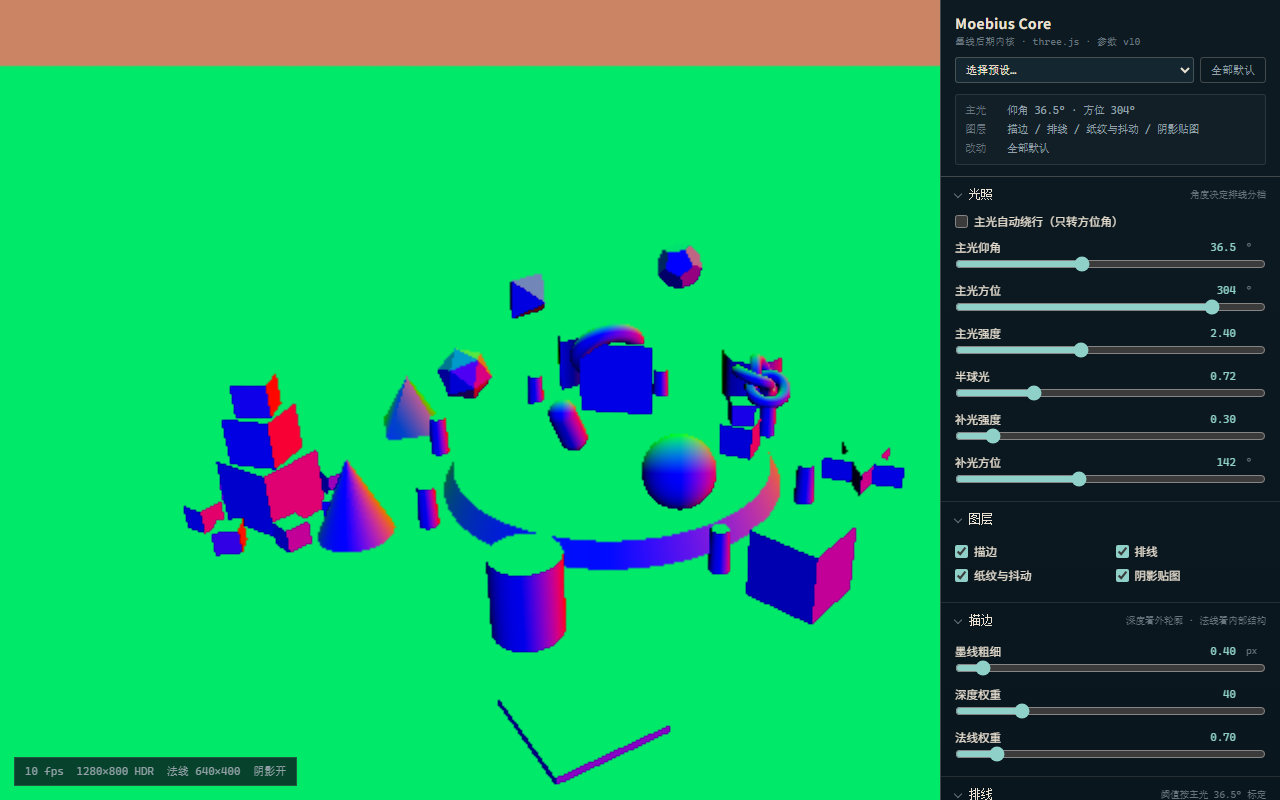 Moebius Core
墨线后期内核 · three.js · 参数 v10
选择预设… 全部默认
主光 仰角 36.5° · 方位 304°
图层 描边 / 排线 / 纸纹与抖动 / 阴影贴图
改动 全部默认
光照 角度决定排线分档
主光自动绕行（只转方位角）
主光仰角 36.5 °
主光方位 304 °
主光强度 2.40
半球光 0.72
补光强度 0.30
补光方位 142 °
图层
描边 排线
纸纹与抖动 阴影贴图
描边 深度看外轮廓 · 法线看内部结构
墨线粗细 0.40 px
深度权重 40
法线权重 0.70
排线 阈值按主光 36.5° 标定
10 fps 1280×800 HDR 法线 640×400 阴影开